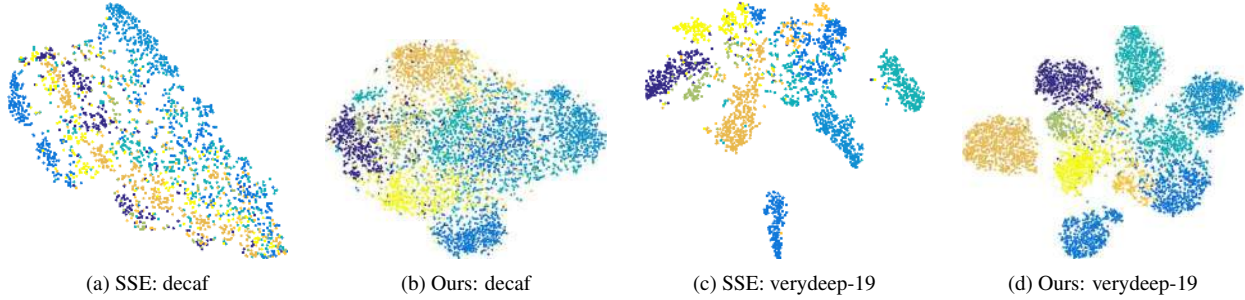 (a) SSE: decaf
(b) Ours: decaf
(c) SSE: verydeep-19
(d) Ours: verydeep-19